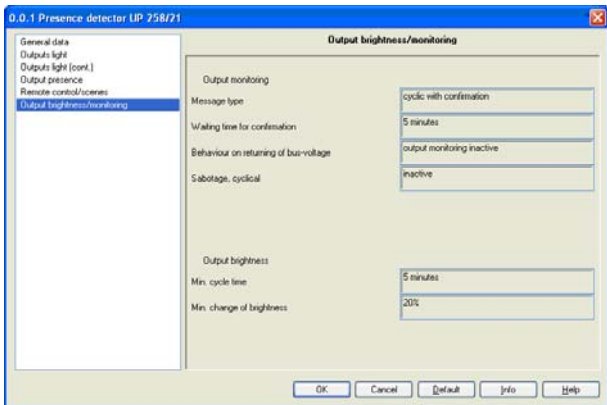 0.0.1 Presence detector UP 258/21
General data
Outputs light
Outputs light (cont.)
Output presence
Remote control/scenes
Output brightness/monitoring
Output brightness/monitoring
Output monitoring
Message type
cyclic with confirmation
Waiting time for confirmation
5 minutes
Behaviour on returning of bus-voltage
output monitoring inactive
Sabotage, cyclical
inactive
Output brightness
Min. cycle time
5 minutes
Min. change of brightness
20%
OK
Cancel
Default
Info
Help